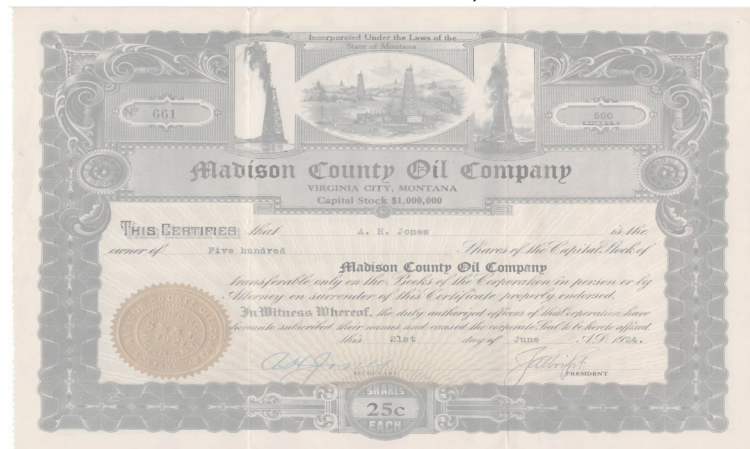 Incorporated Under the Laws of the
State of Montana
No 661
500
Madison County Oil Company
VIRGINIA CITY, MONTANA
Capital Stock $1,000,000
THIS CERTIFIES that A. H. Jones is the
owner of Five hundred Shares of the Capital Stock of
Madison County Oil Company
transferable only on the Books of the Corporation in person or by
Attorney on surrender of this Certificate properly endorsed.
In Witness Whereof, the duly authorized officers of this Corporation have
hereunto subscribed their names and caused the corporate Seal to be hereto affixed
this 21st day of June A.D. 1924.
A H Jones
SECRETARY
PRESIDENT
SHARES
25c
EACH